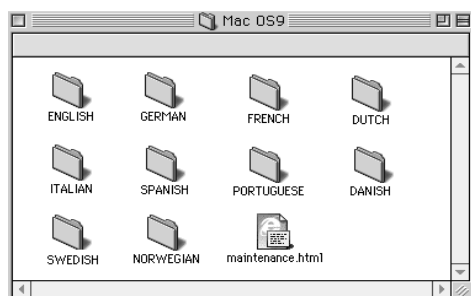 Mac OS9
ENGLISH GERMAN FRENCH DUTCH
ITALIAN SPANISH PORTUGUESE DANISH
SWEDISH NORWEGIAN maintenance.html